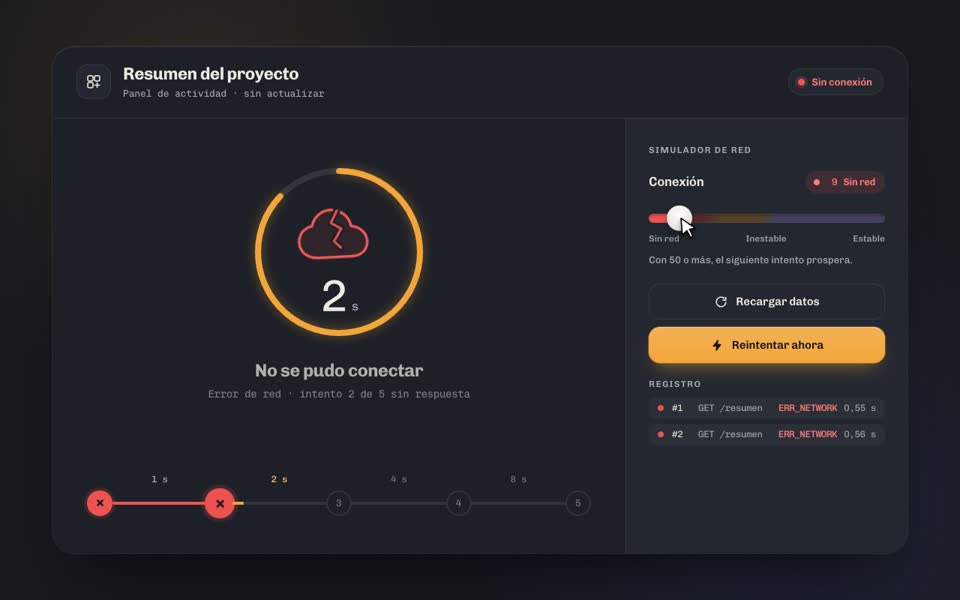 Resumen del proyecto
Panel de actividad · sin actualizar
Sin conexión
2 s
No se pudo conectar
Error de red · intento 2 de 5 sin respuesta
1 s 2 s 4 s 8 s
3 4 5
SIMULADOR DE RED
Conexión 9 Sin red
Sin red Inestable Estable
Con 50 o más, el siguiente intento prospera.
Recargar datos
Reintentar ahora
REGISTRO
#1 GET /resumen ERR_NETWORK 0,55 s
#2 GET /resumen ERR_NETWORK 0,56 s